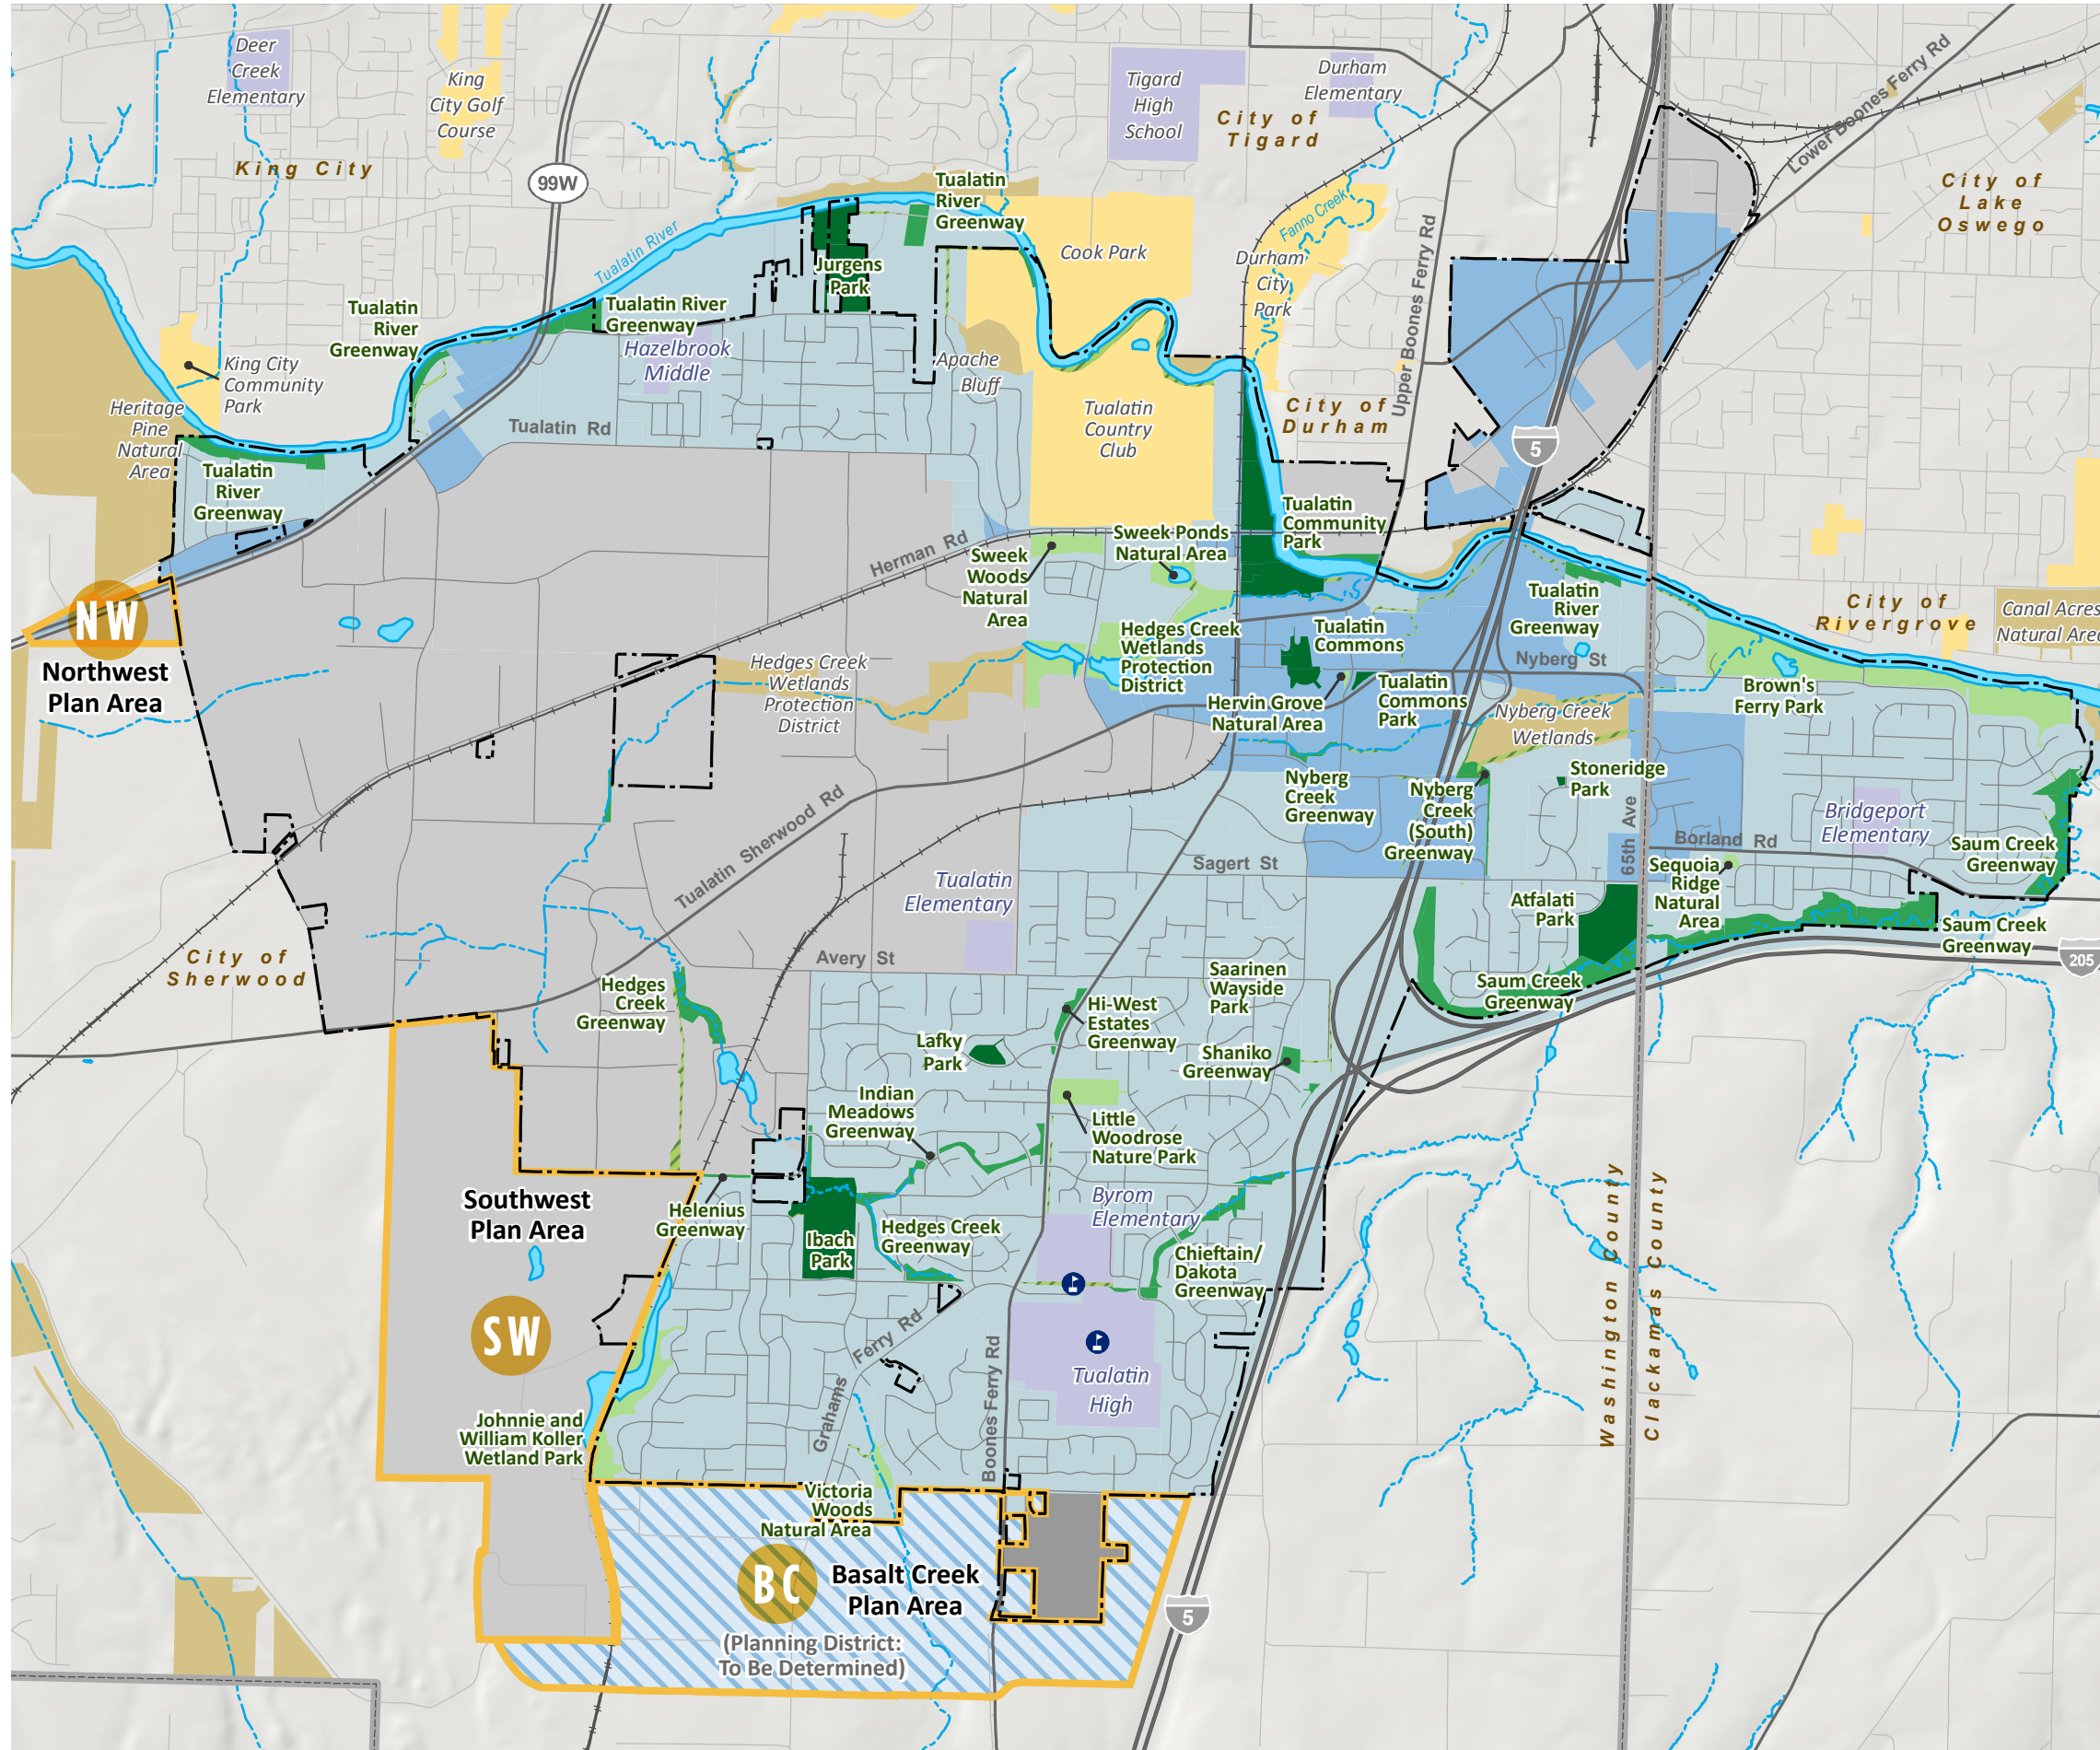 Deer
Creek
Elementary
King
City Golf
Course
King City
99W
Tigard
High
School
City of
Tigard
Durham
Elementary
Lower Boones Ferry Rd
City of
Lake
Oswego
Tualatin
River
Greenway
Tualatin River
Jurgens
Park
Cook Park
Fanno Creek
Durham
City
Park
Upper Boones Ferry Rd
Tualatin
River
Greenway
Tualatin River
Greenway
Hazelbrook
Middle
King City
Community
Park
Heritage
Pine
Natural
Area
Apache
Bluff
Tualatin
Country
Club
City of
Durham
Tualatin Rd
5
Tualatin
River
Greenway
Tualatin
Community
Park
Herman Rd
Sweek
Woods
Natural
Area
Sweek Ponds
Natural Area
NW
Northwest
Plan Area
Hedges Creek
Wetlands
Protection
District
Hedges Creek
Wetlands
Protection
District
Tualatin
Commons
Tualatin
River
Greenway
City of
Rivergrove
Canal Acres
Natural Area
Nyberg St
Hervin Grove
Natural Area
Tualatin
Commons
Park
Nyberg Creek
Wetlands
Brown's
Ferry Park
Nyberg
Creek
Greenway
Nyberg
Creek
(South)
Greenway
Stoneridge
Park
65th Ave
Borland Rd
Bridgeport
Elementary
Saum Creek
Greenway
Tualatin Sherwood Rd
Sagert St
Tualatin
Elementary
Sequoia
Ridge
Natural
Area
Atfalati
Park
Saum Creek
Greenway
205
City of
Sherwood
Avery St
Hedges
Creek
Greenway
Saarinen
Wayside
Park
Saum Creek
Greenway
Hi-West
Estates
Greenway
Lafky
Park
Shaniko
Greenway
Indian
Meadows
Greenway
Little
Woodrose
Nature Park
Southwest
Plan Area
Helenius
Greenway
Ibach
Park
Hedges Creek
Greenway
Byrom
Elementary
Chieftain/
Dakota
Greenway
Washington County
Clackamas County
SW
Grahams Ferry Rd
Boones Ferry Rd
Tualatin
High
Johnnie and
William Koller
Wetland Park
Victoria
Woods
Natural Area
BC
Basalt Creek
Plan Area
(Planning District:
To Be Determined)
5